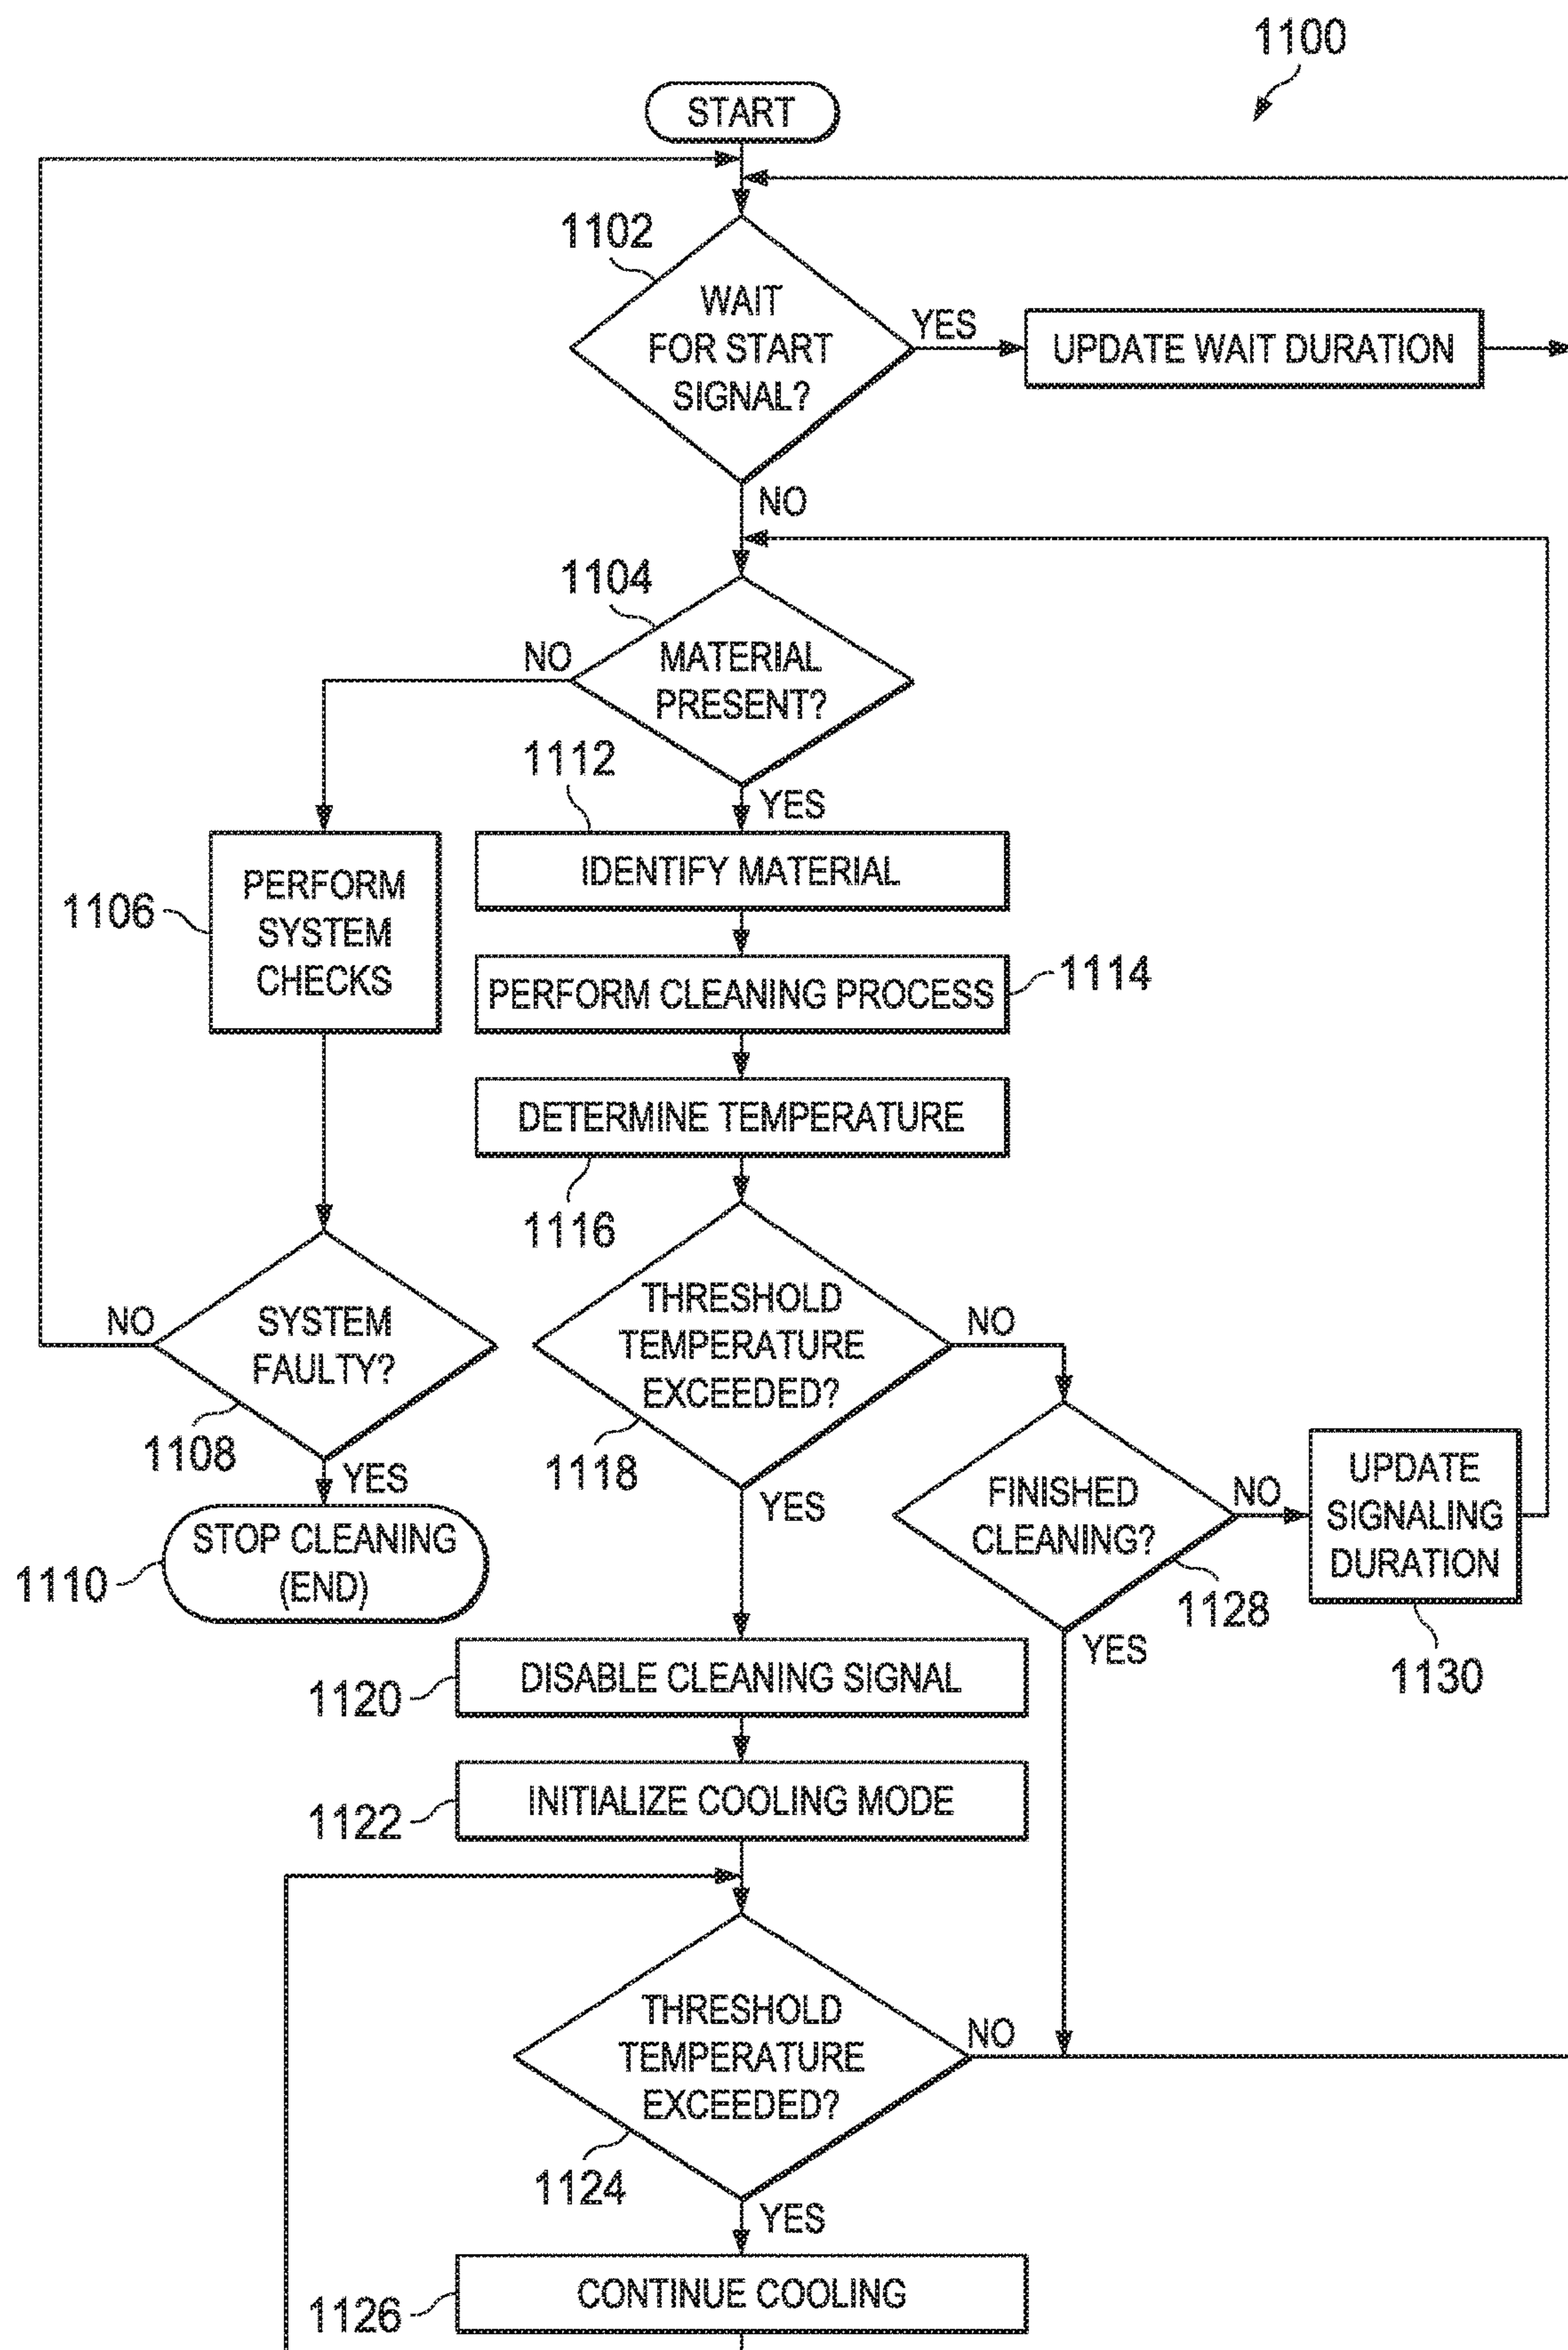 1100
START
1102
WAIT
FOR START
SIGNAL?
YES
UPDATE WAIT DURATION
NO
1104
NO
MATERIAL
PRESENT?
1112
YES
IDENTIFY MATERIAL
1106
PERFORM
SYSTEM
CHECKS
PERFORM CLEANING PROCESS
1114
DETERMINE TEMPERATURE
1116
THRESHOLD
TEMPERATURE
EXCEEDED?
NO
1118
YES
NO
SYSTEM
FAULTY?
1108
YES
STOP CLEANING
(END)
1110
FINISHED
CLEANING?
NO
1128
YES
UPDATE
SIGNALING
DURATION
1130
DISABLE CLEANING SIGNAL
1120
INITIALIZE COOLING MODE
1122
THRESHOLD
TEMPERATURE
EXCEEDED?
NO
1124
YES
CONTINUE COOLING
1126